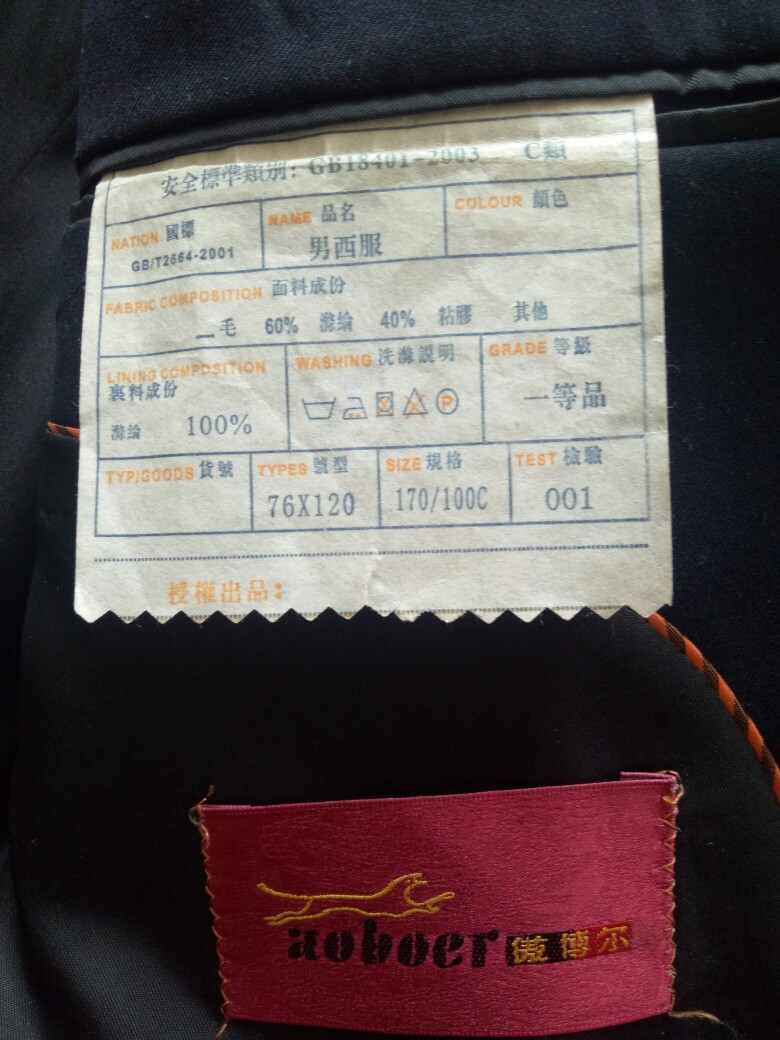 安全標準類別: GB18401-2003 C類
NATION 國標
GB/T2664-2001
NAME 品名
男西服
COLOUR 顏色
FABRIC COMPOSITION 面料成份
毛 60% 滌綸 40% 粘膠 其他
LINING COMPOSITION
裏料成份
滌綸 100%
WASHING 洗滌説明
P
GRADE 等級
一等品
TYP/GOODS 貨號
TYPES 號型
76X120
SIZE 規格
170/100C
TEST 檢驗
001
授權出品:
aoboer 傲博尔